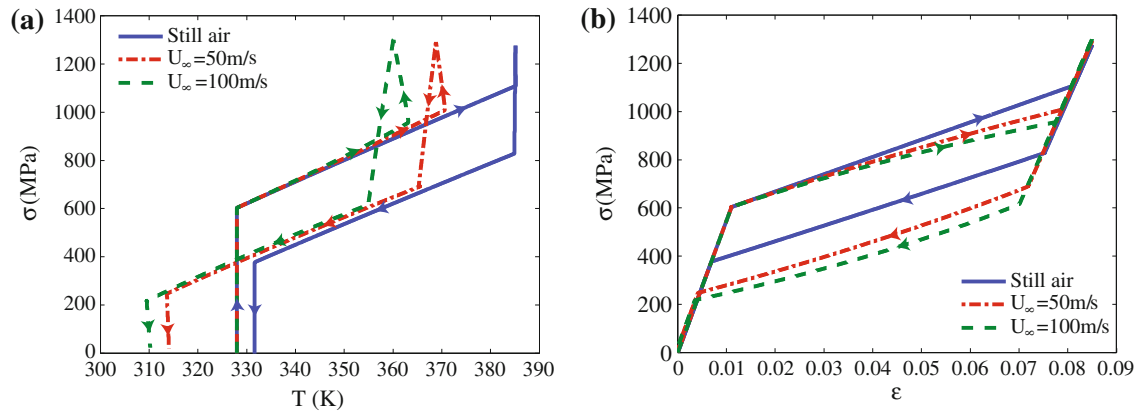 (a)
Still air
U∞=50m/s
U∞=100m/s
1400
1200
1000
800
600
400
200
0
σ(MPa)
300 310 320 330 340 350 360 370 380 390
T (K)
(b)
1400
1200
1000
800
600
400
200
0
σ(MPa)
Still air
U∞=50m/s
U∞=100m/s
0 0.01 0.02 0.03 0.04 0.05 0.06 0.07 0.08 0.09
ε